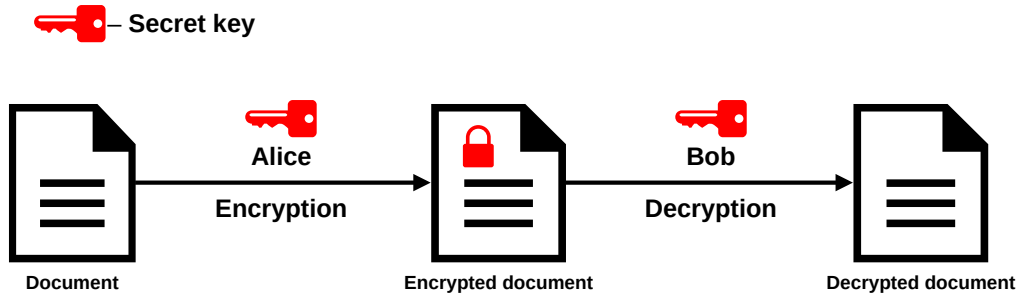 – Secret key
Alice
Bob
Encryption
Decryption
Document
Encrypted document
Decrypted document